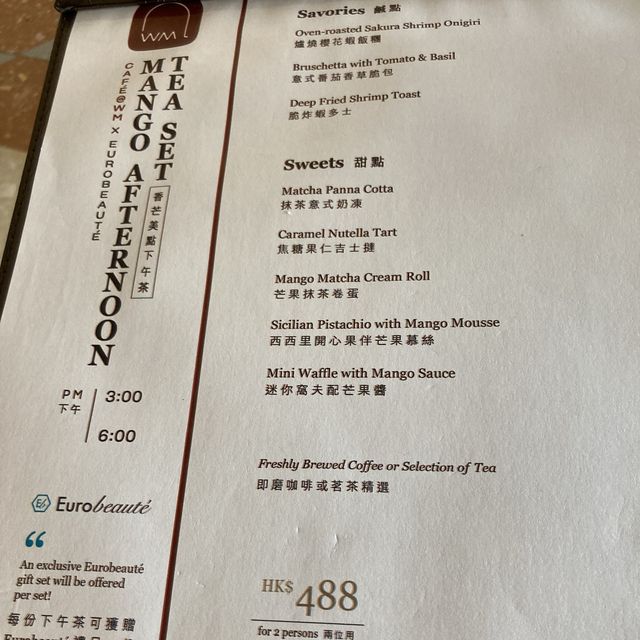 WM
MANGO AFTERNOON
TEA SET
CAFÉ@WM X EUROBEAUTÉ
香芒美點下午茶
PM 3:00
下午
6:00
Eurobeauté
“
An exclusive Eurobeauté
gift set will be offered
per set!
每份下午茶可獲贈
Eurobeauté
Savories 鹹點
Oven-roasted Sakura Shrimp Onigiri
爐燒櫻花蝦飯糰
Bruschetta with Tomato & Basil
意式番茄香草脆包
Deep Fried Shrimp Toast
脆炸蝦多士
Sweets 甜點
Matcha Panna Cotta
抹茶意式奶凍
Caramel Nutella Tart
焦糖果仁吉士撻
Mango Matcha Cream Roll
芒果抹茶卷蛋
Sicilian Pistachio with Mango Mousse
西西里開心果伴芒果慕絲
Mini Waffle with Mango Sauce
迷你窩夫配芒果醬
Freshly Brewed Coffee or Selection of Tea
即磨咖啡或茗茶精選
HK$ 488
for 2 persons 兩位用